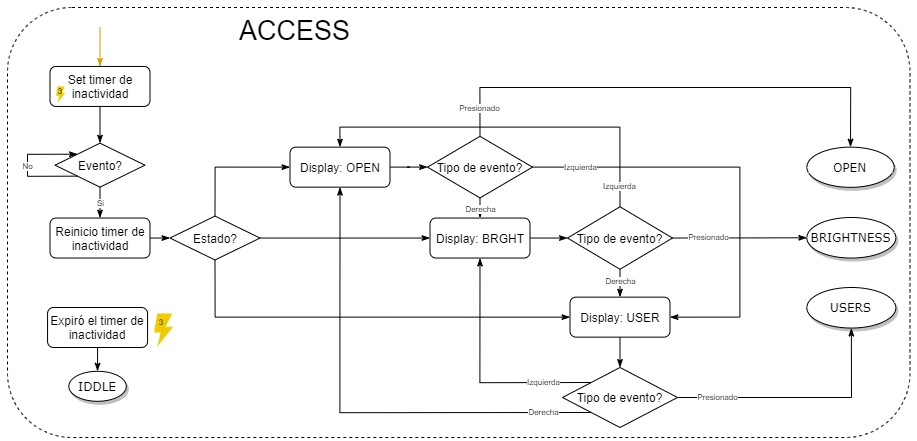 ACCESS
Set timer de
3 inactividad
Evento?
No
Si
Reinicio timer de
inactividad
Estado?
Expiró el timer de
inactividad
3
IDDLE
Presionado
Display: OPEN
Tipo de evento?
Izquierda
Izquierda
Derecha
OPEN
Display: BRGHT
Tipo de evento?
Presionado
BRIGHTNESS
Derecha
Display: USER
USERS
Izquierda
Tipo de evento?
Presionado
Derecha